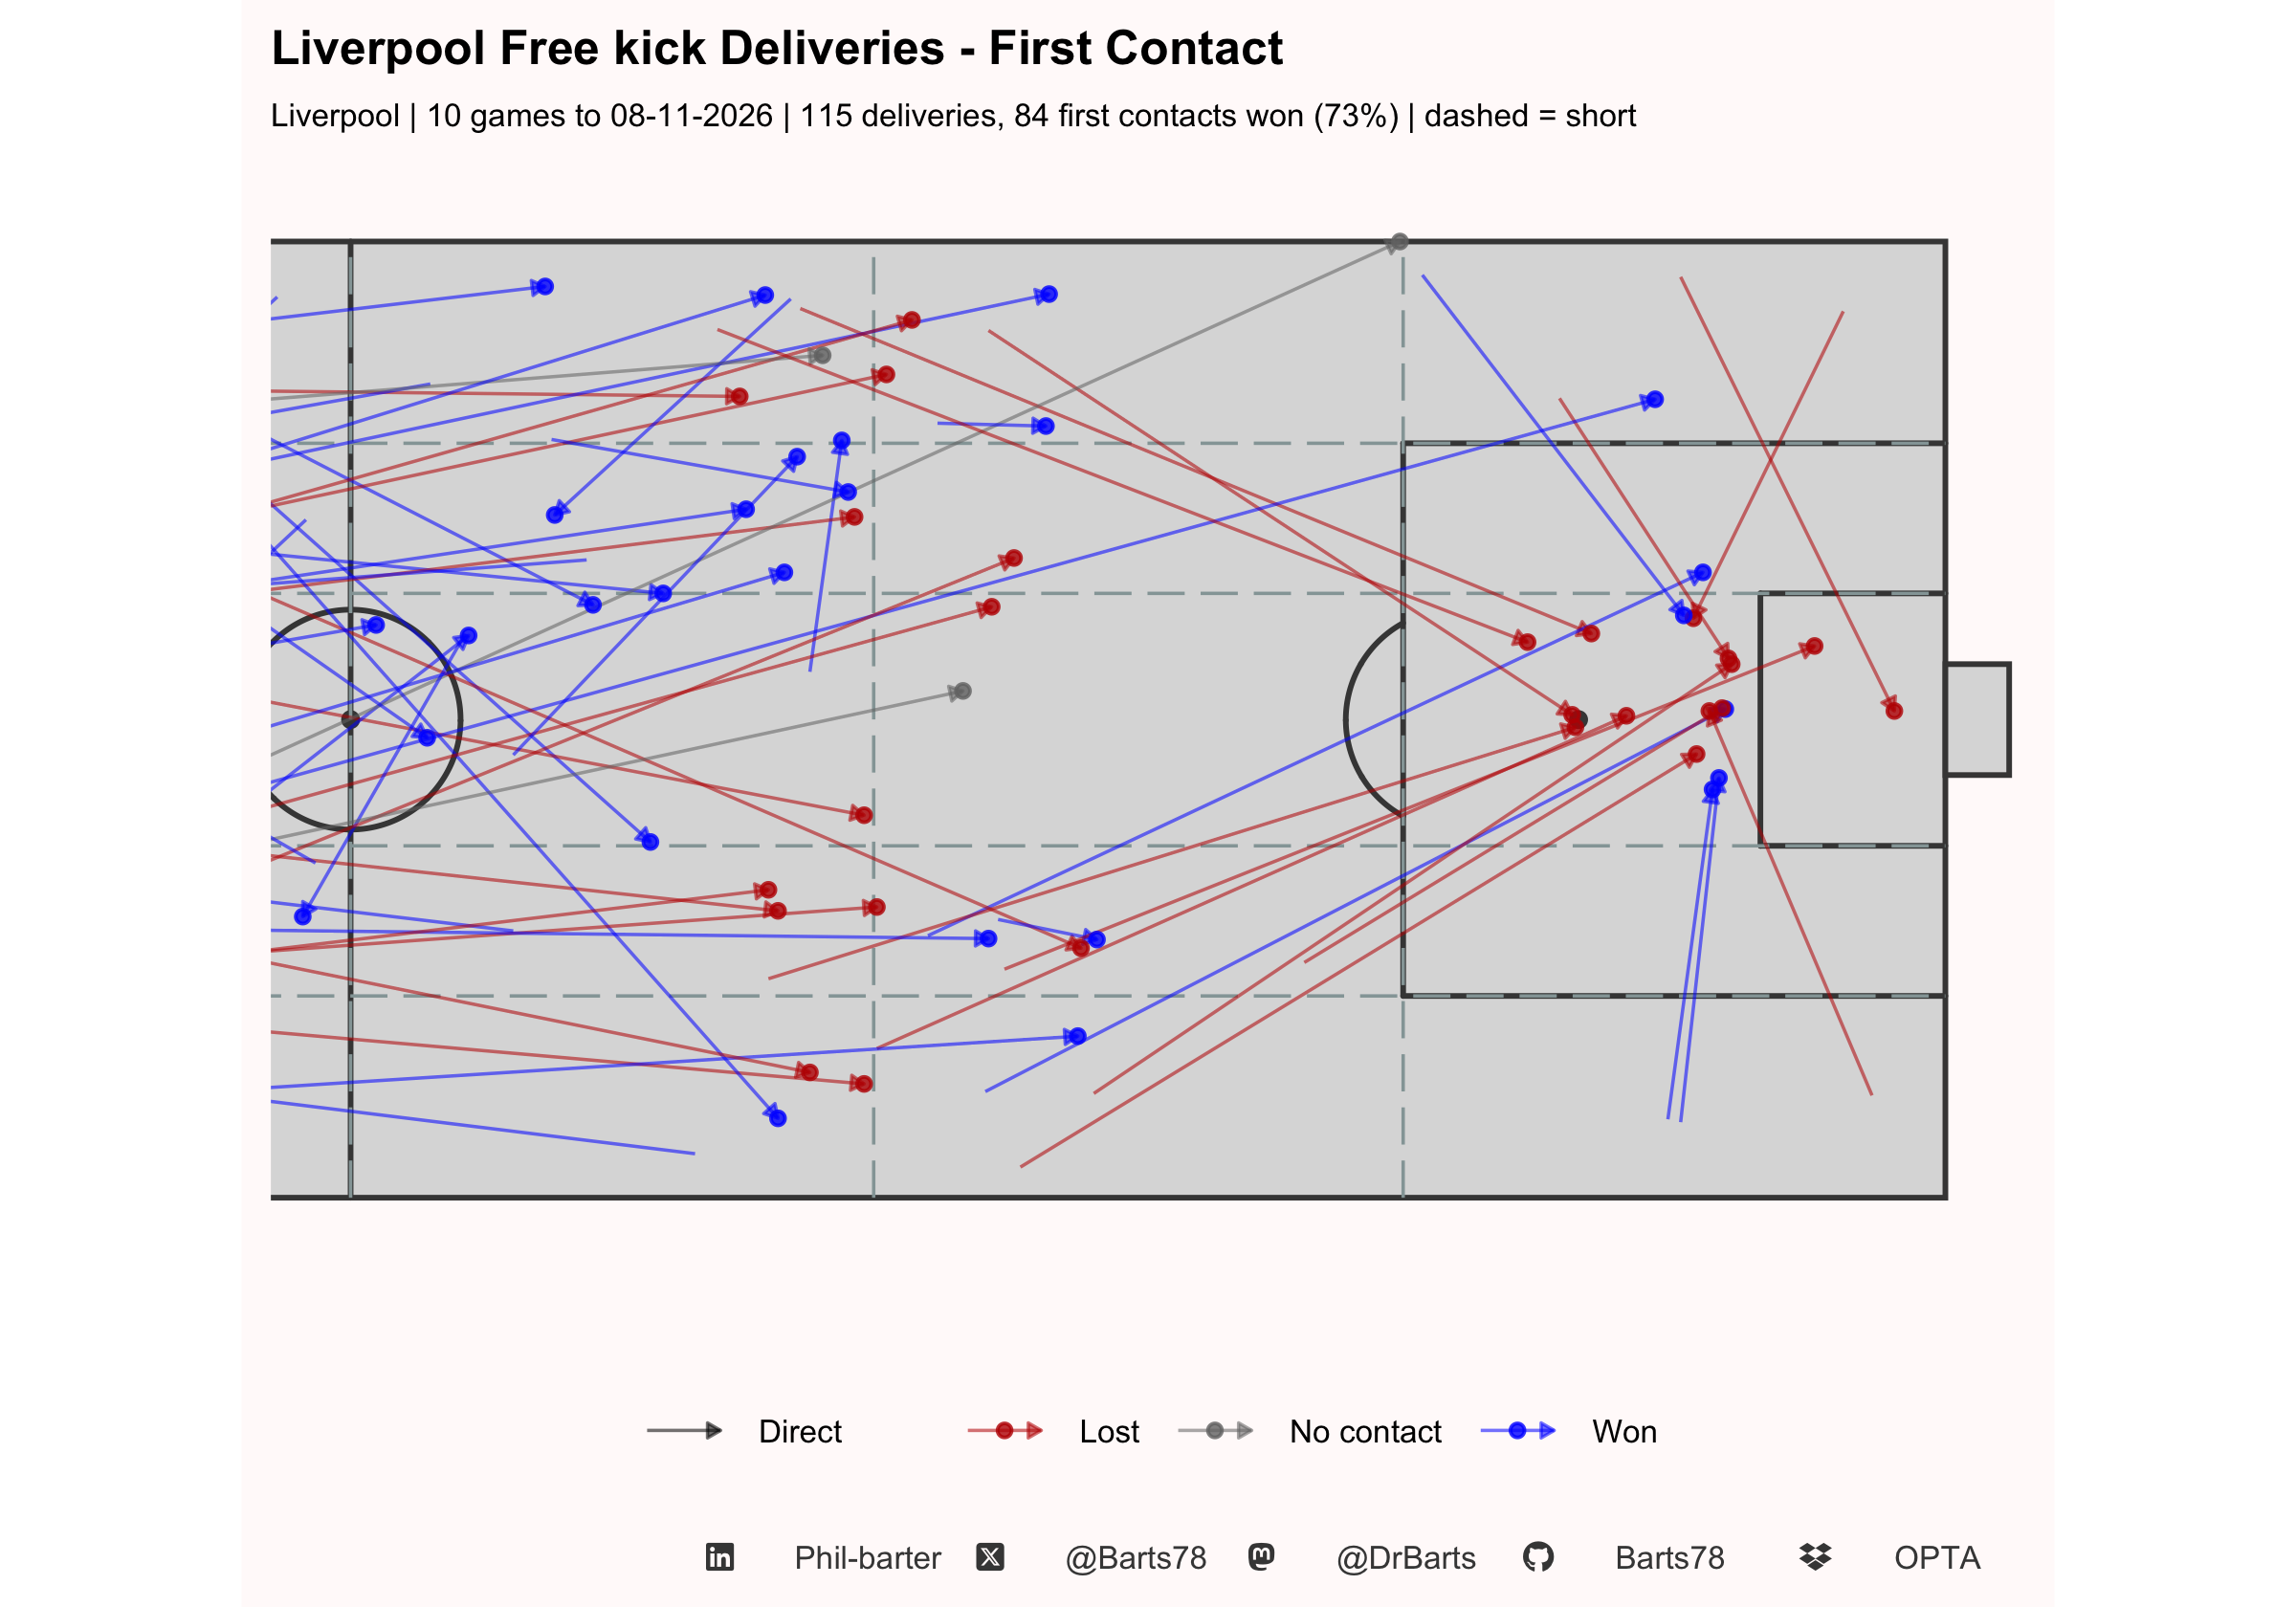 Liverpool Free kick Deliveries - First Contact
Liverpool | 10 games to 08-11-2026 | 115 deliveries, 84 first contacts won (73%) | dashed = short
Direct Lost No contact Won
Phil-barter @Barts78 @DrBarts Barts78 OPTA